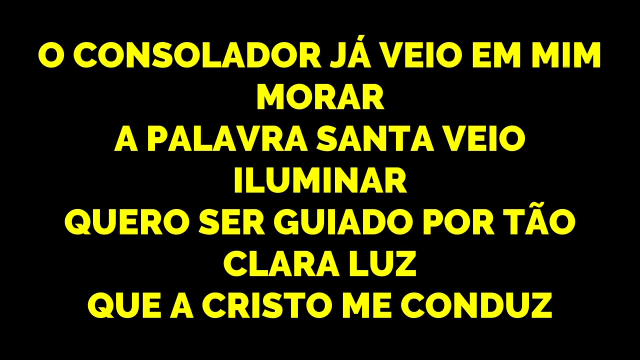 O CONSOLADOR JÁ VEIO EM MIM
MORAR
A PALAVRA SANTA VEIO
ILUMINAR
QUERO SER GUIADO POR TÃO
CLARA LUZ
QUE A CRISTO ME CONDUZ